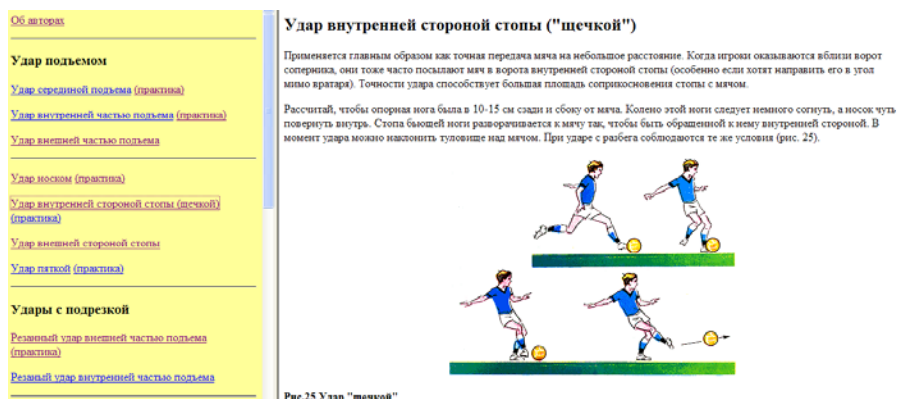 Об авторах
Удар подъемом
Удар серединой подъема (практика)
Удар внутренней частью подъема (практика)
Удар внешней частью подъема
Удар носком (практика)
Удар внутренней стороной стопы (щечкой)
(практика)
Удар внешней стороной стопы
Удар пяткой (практика)
Удары с подрезкой
Резанный удар внешней частью подъема
(практика)
Резаный удар внутренней частью подъема
Удар внутренней стороной стопы ("щечкой")
Применяется главным образом как точная передача мяча на небольшое расстояние. Когда игроки оказываются вблизи ворот
соперника, они тоже часто посылают мяч в ворота внутренней стороной стопы (особенно если хотят направить его в угол
мимо вратаря). Точности удара способствует большая площадь соприкосновения стопы с мячом.
Рассчитай, чтобы опорная нога была в 10-15 см сзади и сбоку от мяча. Колено этой ноги следует немного согнуть, а носок чуть
повернуть внутрь. Стопа бьющей ноги разворачивается к мячу так, чтобы быть обращенной к нему внутренней стороной. В
момент удара можно наклонить туловище над мячом. При ударе с разбега соблюдаются те же условия (рис. 25).
Рис.25 Удар "щечкой"